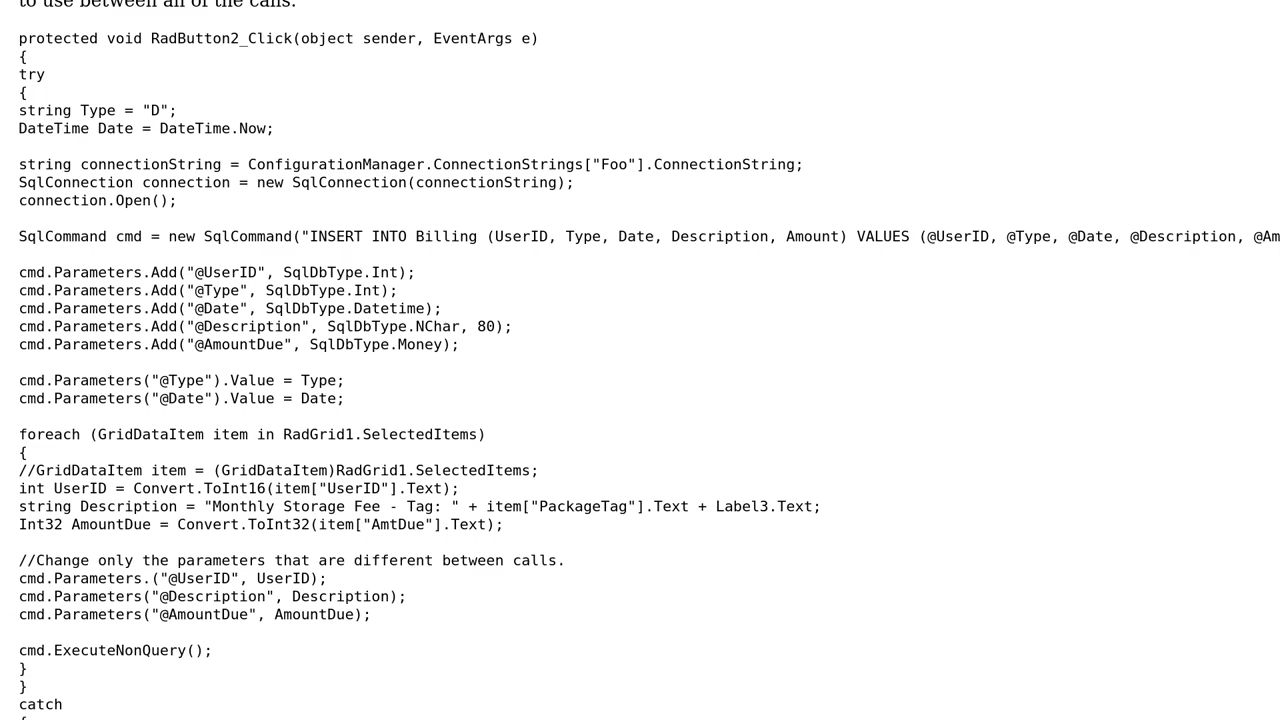 to use between all of the calls.
protected void RadButton2_Click(object sender, EventArgs e)
{
try
{
string Type = "D";
DateTime Date = DateTime.Now;
string connectionString = ConfigurationManager.ConnectionStrings["Foo"].ConnectionString;
SqlConnection connection = new SqlConnection(connectionString);
connection.Open();
SqlCommand cmd = new SqlCommand("INSERT INTO Billing (UserID, Type, Date, Description, Amount) VALUES (@UserID, @Type, @Date, @Description, @Am
cmd.Parameters.Add("@UserID", SqlDbType.Int);
cmd.Parameters.Add("@Type", SqlDbType.Int);
cmd.Parameters.Add("@Date", SqlDbType.Datetime);
cmd.Parameters.Add("@Description", SqlDbType.NChar, 80);
cmd.Parameters.Add("@AmountDue", SqlDbType.Money);
cmd.Parameters("@Type").Value = Type;
cmd.Parameters("@Date").Value = Date;
foreach (GridDataItem item in RadGrid1.SelectedItems)
{
//GridDataItem item = (GridDataItem)RadGrid1.SelectedItems;
int UserID = Convert.ToInt16(item["UserID"].Text);
string Description = "Monthly Storage Fee - Tag: " + item["PackageTag"].Text + Label3.Text;
Int32 AmountDue = Convert.ToInt32(item["AmtDue"].Text);
//Change only the parameters that are different between calls.
cmd.Parameters.("@UserID", UserID);
cmd.Parameters("@Description", Description);
cmd.Parameters("@AmountDue", AmountDue);
cmd.ExecuteNonQuery();
}
}
catch
{